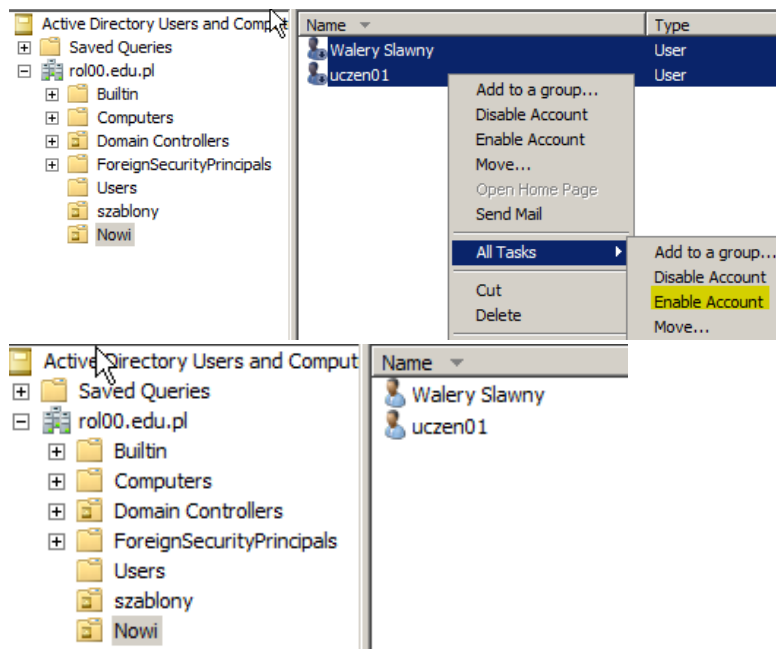 Active Directory Users and Comput
Saved Queries
rol00.edu.pl
Builtin
Computers
Domain Controllers
ForeignSecurityPrincipals
Users
szablony
Nowi
Name Type
Walery Slawny User
uczen01 User
Add to a group...
Disable Account
Enable Account
Move...
Open Home Page
Send Mail
All Tasks
Cut
Delete
Add to a group...
Disable Account
Enable Account
Move...
Active Directory Users and Comput
Saved Queries
rol00.edu.pl
Builtin
Computers
Domain Controllers
ForeignSecurityPrincipals
Users
szablony
Nowi
Name
Walery Slawny
uczen01